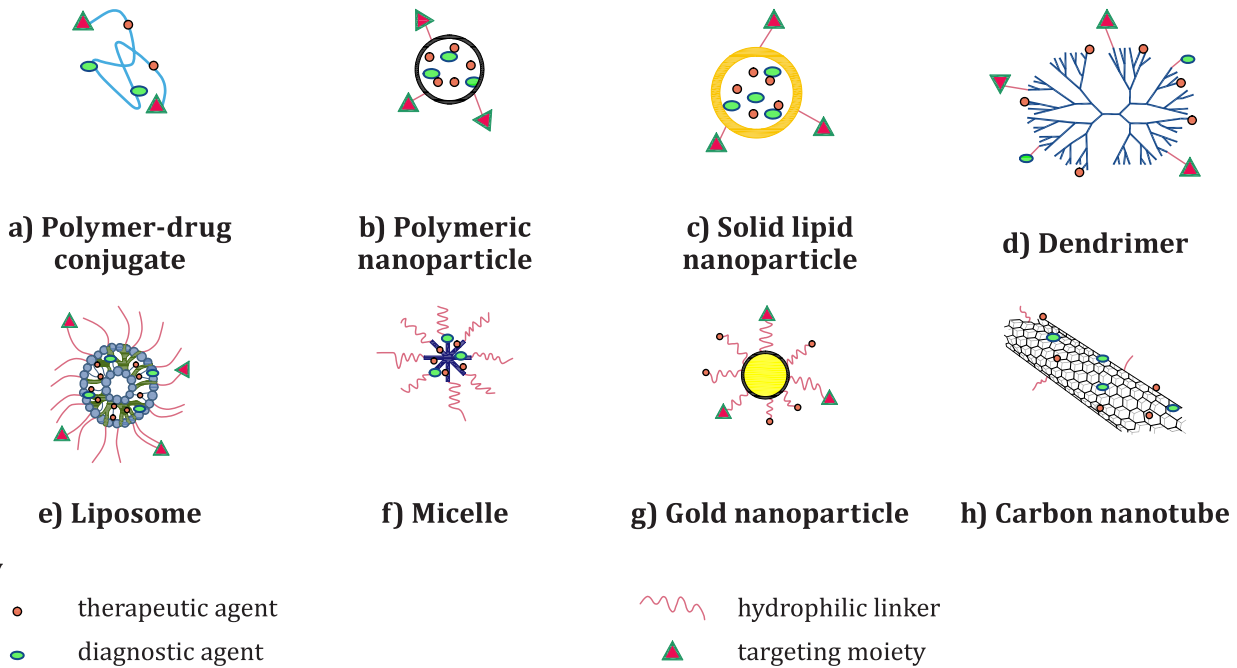 a) Polymer-drug
conjugate
b) Polymeric
nanoparticle
c) Solid lipid
nanoparticle
d) Dendrimer
e) Liposome
f) Micelle
g) Gold nanoparticle
h) Carbon nanotube
therapeutic agent
hydrophilic linker
diagnostic agent
targeting moiety